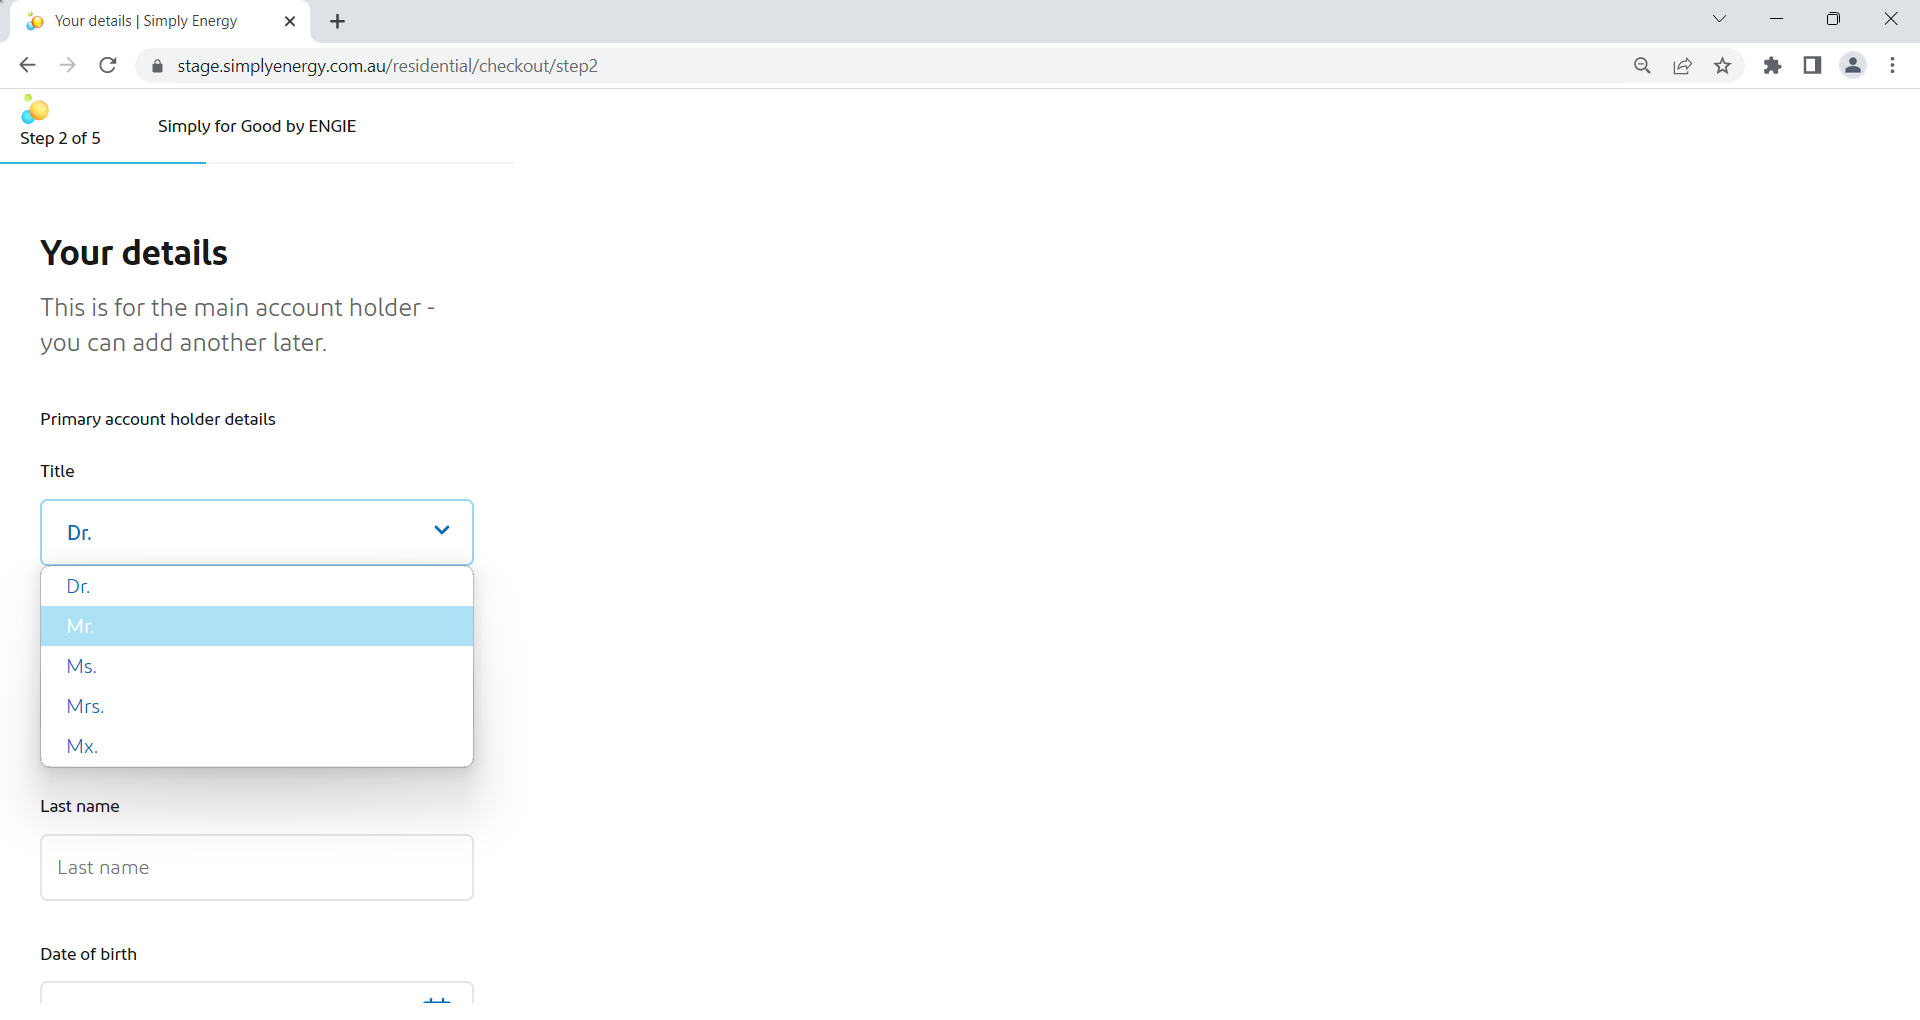 Your details | Simply Energy
stage.simplyenergy.com.au/residential/checkout/step2
Step 2 of 5
Simply for Good by ENGIE
Your details
This is for the main account holder -
you can add another later.
Primary account holder details
Title
Dr.
Dr.
Mr.
Ms.
Mrs.
Mx.
Last name
Last name
Date of birth